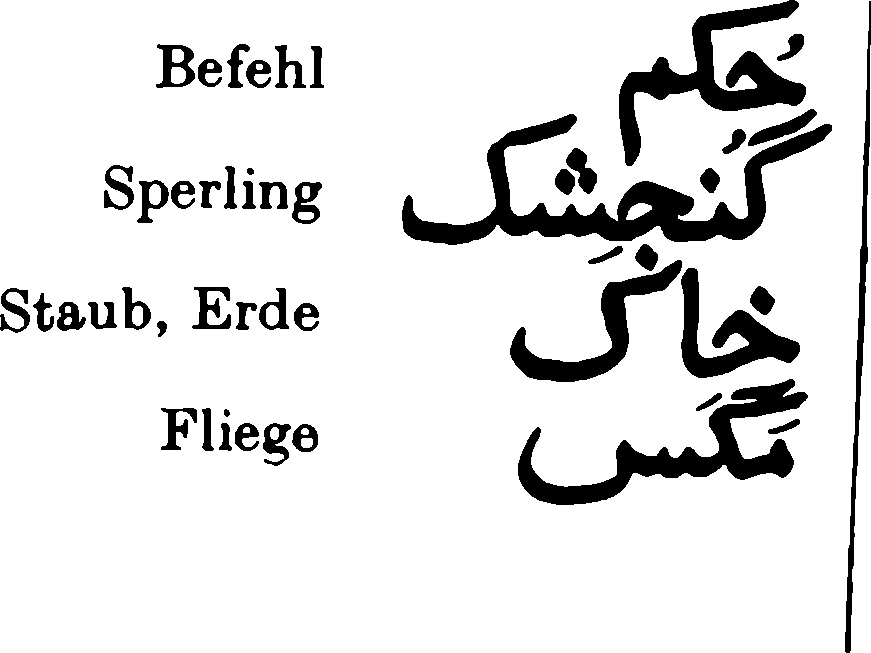 Befehl حُکم
Sperling گُنجِشک
Staub, Erde خاک
Fliege مَگَس